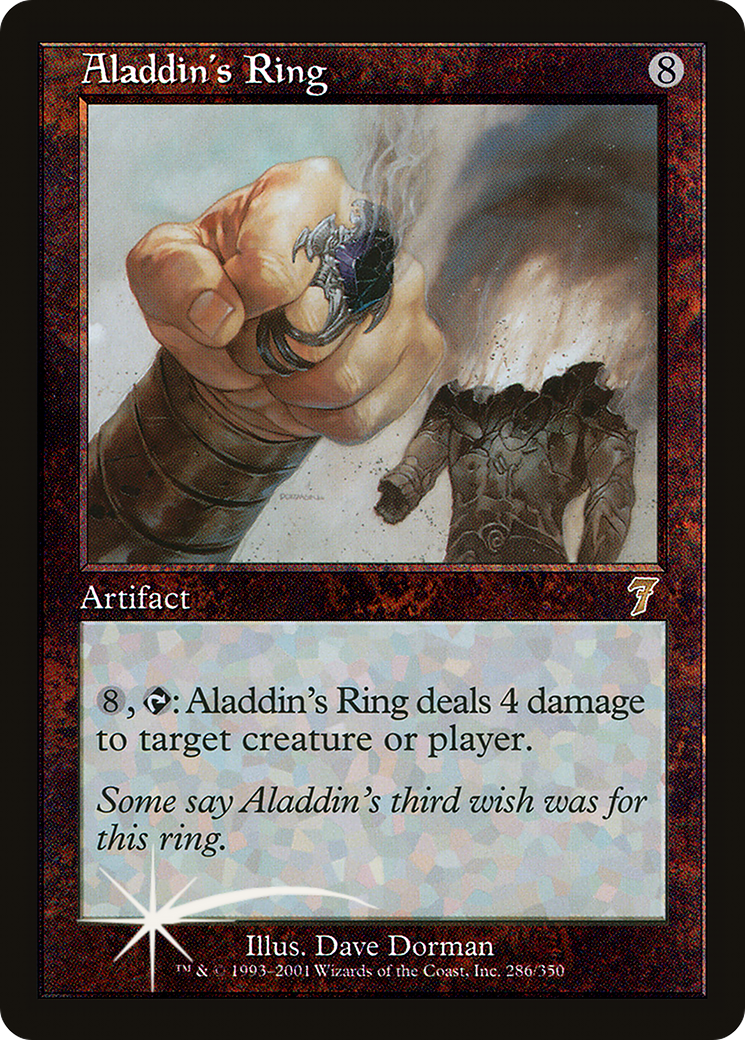 Aladdin's Ring 8
Artifact 7
8, : Aladdin's Ring deals 4 damage
to target creature or player.
Some say Aladdin's third wish was for
this ring.
Illus. Dave Dorman
™ & © 1993–2001 Wizards of the Coast, Inc. 286/350